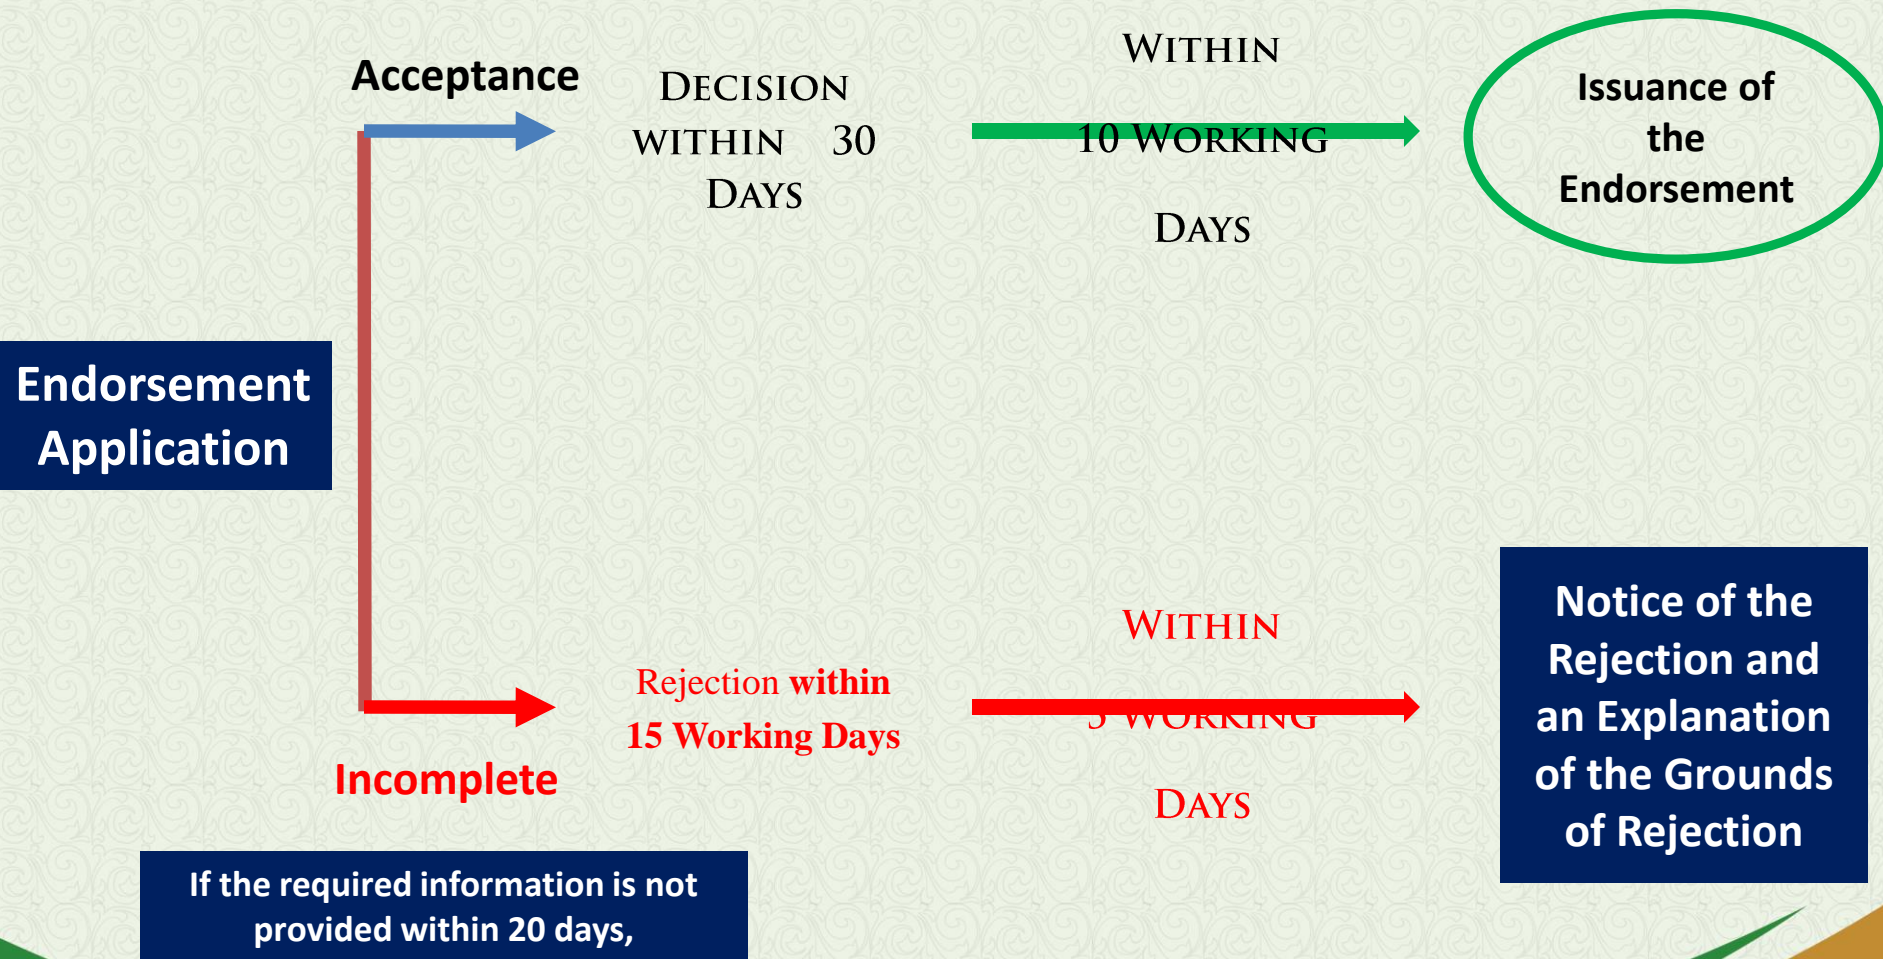 Acceptance
Decision
within 30
Days
Within
10 Working
Days
Issuance of
the
Endorsement
Endorsement
Application
Incomplete
Rejection within
15 Working Days
Within
Working
Days
Notice of the
Rejection and
an Explanation
of the Grounds
of Rejection
If the required information is not
provided within 20 days,